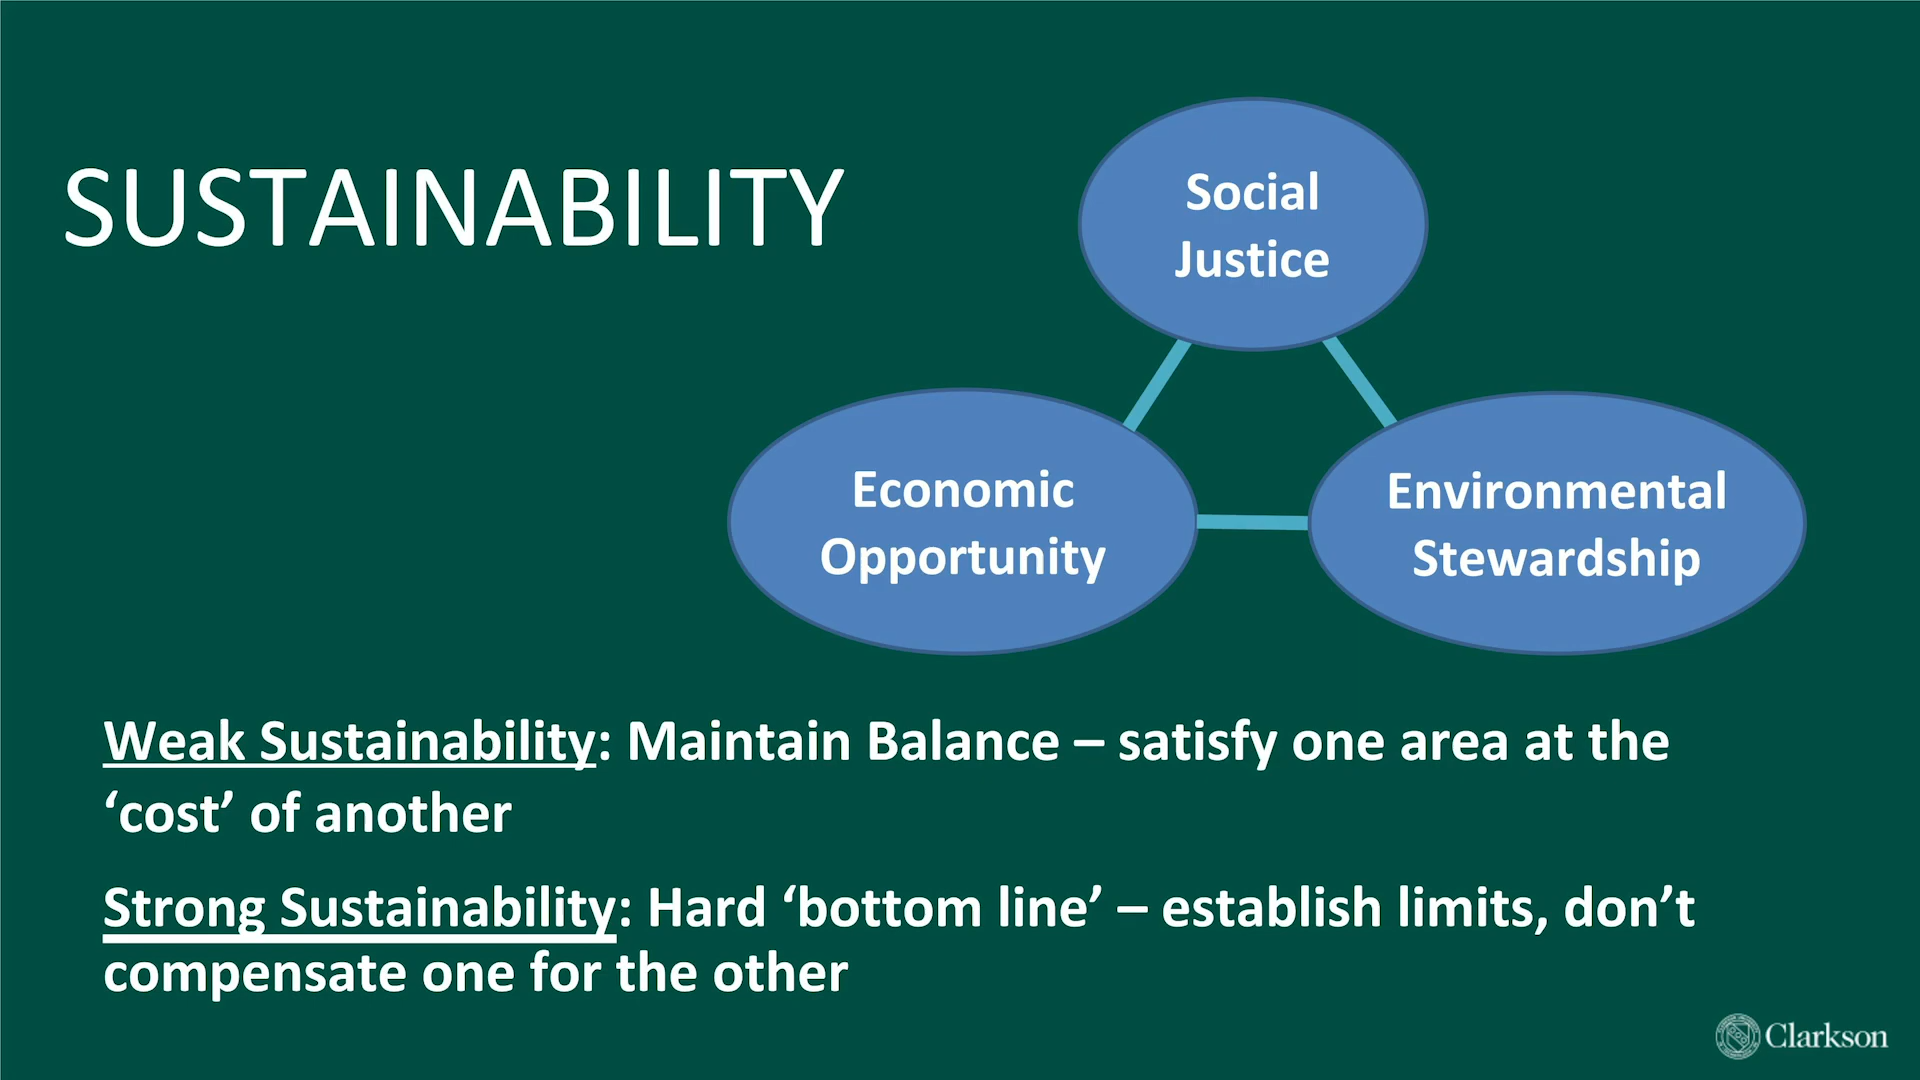 SUSTAINABILITY
Social
Justice
Economic
Opportunity
Environmental
Stewardship
Weak Sustainability: Maintain Balance – satisfy one area at the
‘cost’ of another
Strong Sustainability: Hard ‘bottom line’ – establish limits, don’t
compensate one for the other
Clarkson